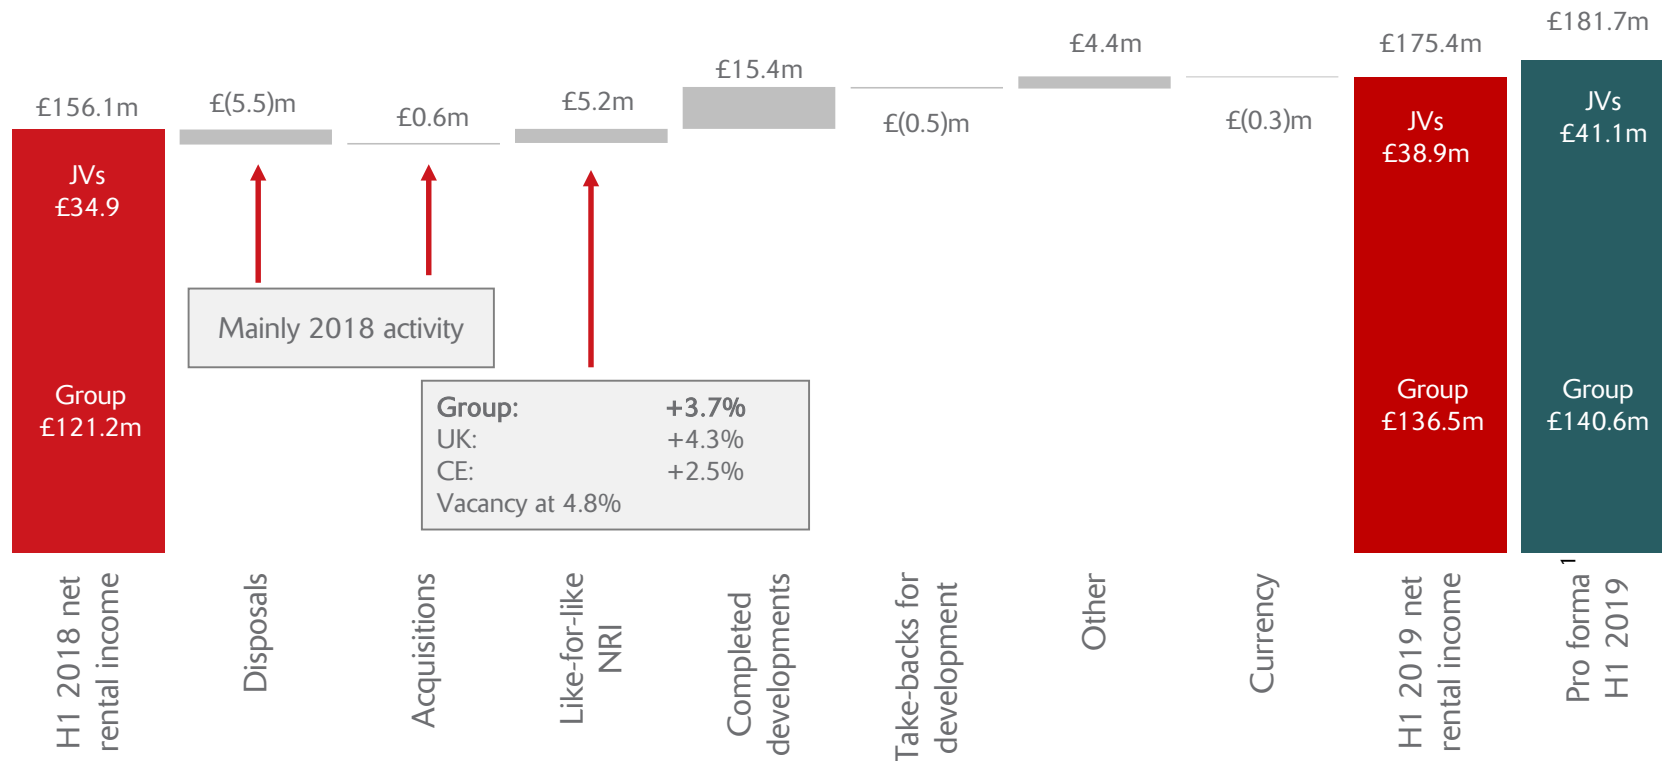 £156.1m
£(5.5)m
£0.6m
£5.2m
£15.4m
£(0.5)m
£4.4m
£(0.3)m
£175.4m
£181.7m
JVs
£34.9
Group
£121.2m
Mainly 2018 activity
Group: +3.7%
UK: +4.3%
CE: +2.5%
Vacancy at 4.8%
JVs
£38.9m
Group
£136.5m
JVs
£41.1m
Group
£140.6m
H1 2018 net
rental income
Disposals
Acquisitions
Like-for-like
NRI
Completed
developments
Take-backs for
development
Other
Currency
H1 2019 net
rental income
Pro forma 1
H1 2019